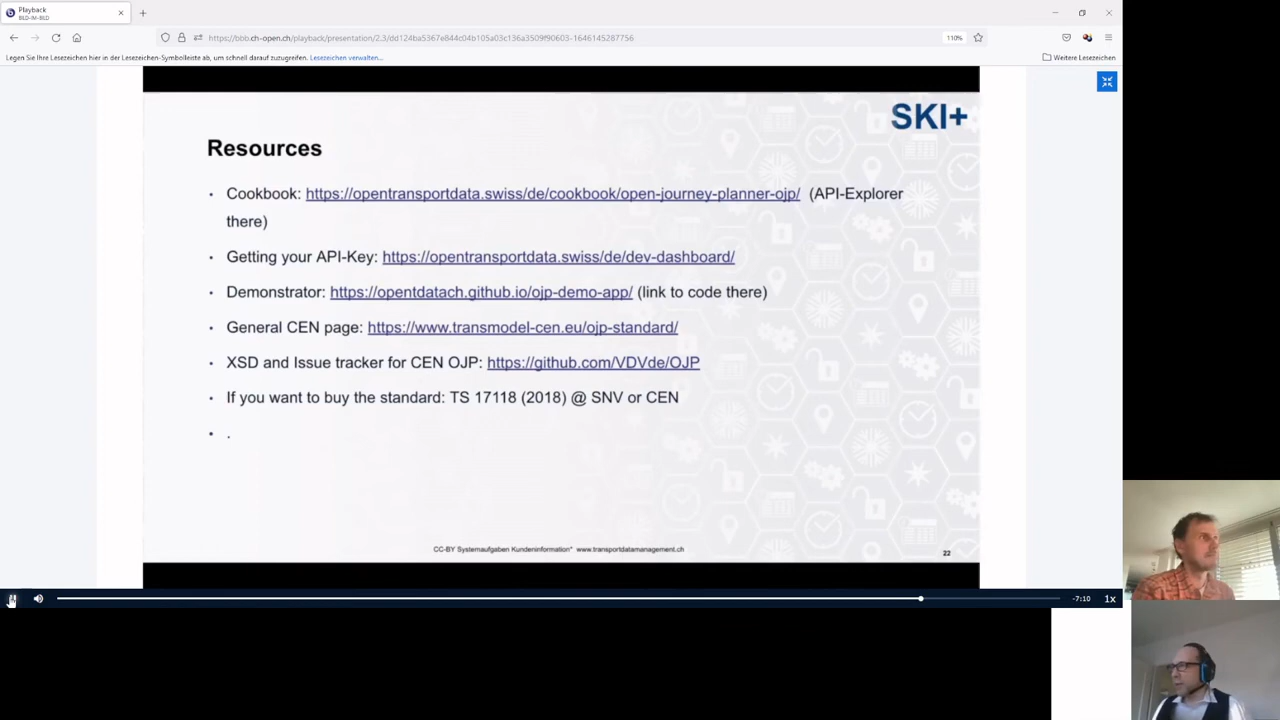 Playback
BILD-IM-BILD
https://bbb.ch-open.ch/playback/presentation/2.3/dd124ba5367e844c04b105a03c136a3509f90603-1646145287756
110%
Legen Sie Ihre Lesezeichen hier in der Lesezeichen-Symbolleiste ab, um schnell darauf zuzugreifen. Lesezeichen verwalten...
Weitere Lesezeichen
SKI+
Resources
• Cookbook: https://opentransportdata.swiss/de/cookbook/open-journey-planner-ojp/ (API-Explorer
there)
• Getting your API-Key: https://opentransportdata.swiss/de/dev-dashboard/
• Demonstrator: https://opentdatach.github.io/ojp-demo-app/ (link to code there)
• General CEN page: https://www.transmodel-cen.eu/ojp-standard/
• XSD and Issue tracker for CEN OJP: https://github.com/VDVde/OJP
• If you want to buy the standard: TS 17118 (2018) @ SNV or CEN
• .
CC-BY Systemaufgaben Kundeninformation* www.transportdatamanagement.ch
22
-7:10
1x